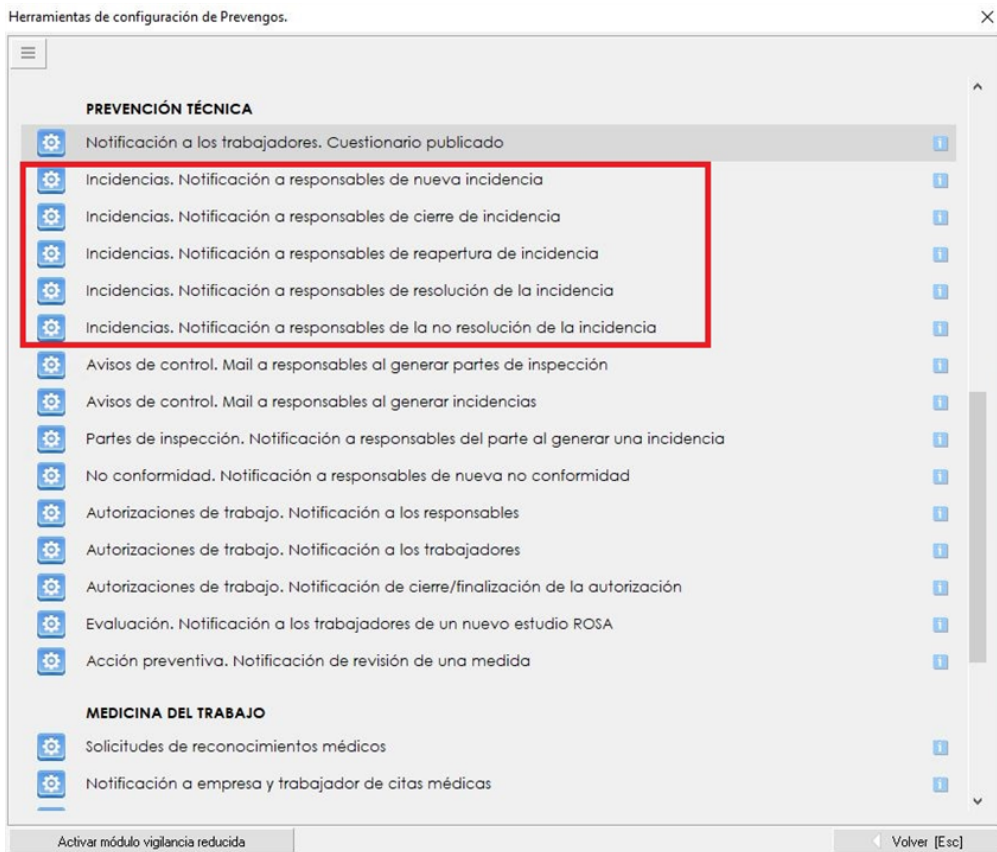 Herramientas de configuración de Prevengos.
PREVENCIÓN TÉCNICA
Notificación a los trabajadores. Cuestionario publicado
Incidencias. Notificación a responsables de nueva incidencia
Incidencias. Notificación a responsables de cierre de incidencia
Incidencias. Notificación a responsables de reapertura de incidencia
Incidencias. Notificación a responsables de resolución de la incidencia
Incidencias. Notificación a responsables de la no resolución de la incidencia
Avisos de control. Mail a responsables al generar partes de inspección
Avisos de control. Mail a responsables al generar incidencias
Partes de inspección. Notificación a responsables del parte al generar una incidencia
No conformidad. Notificación a responsables de nueva no conformidad
Autorizaciones de trabajo. Notificación a los responsables
Autorizaciones de trabajo. Notificación a los trabajadores
Autorizaciones de trabajo. Notificación de cierre/finalización de la autorización
Evaluación. Notificación a los trabajadores de un nuevo estudio ROSA
Acción preventiva. Notificación de revisión de una medida
MEDICINA DEL TRABAJO
Solicitudes de reconocimientos médicos
Notificación a empresa y trabajador de citas médicas
Activar módulo vigilancia reducida
Volver [Esc]